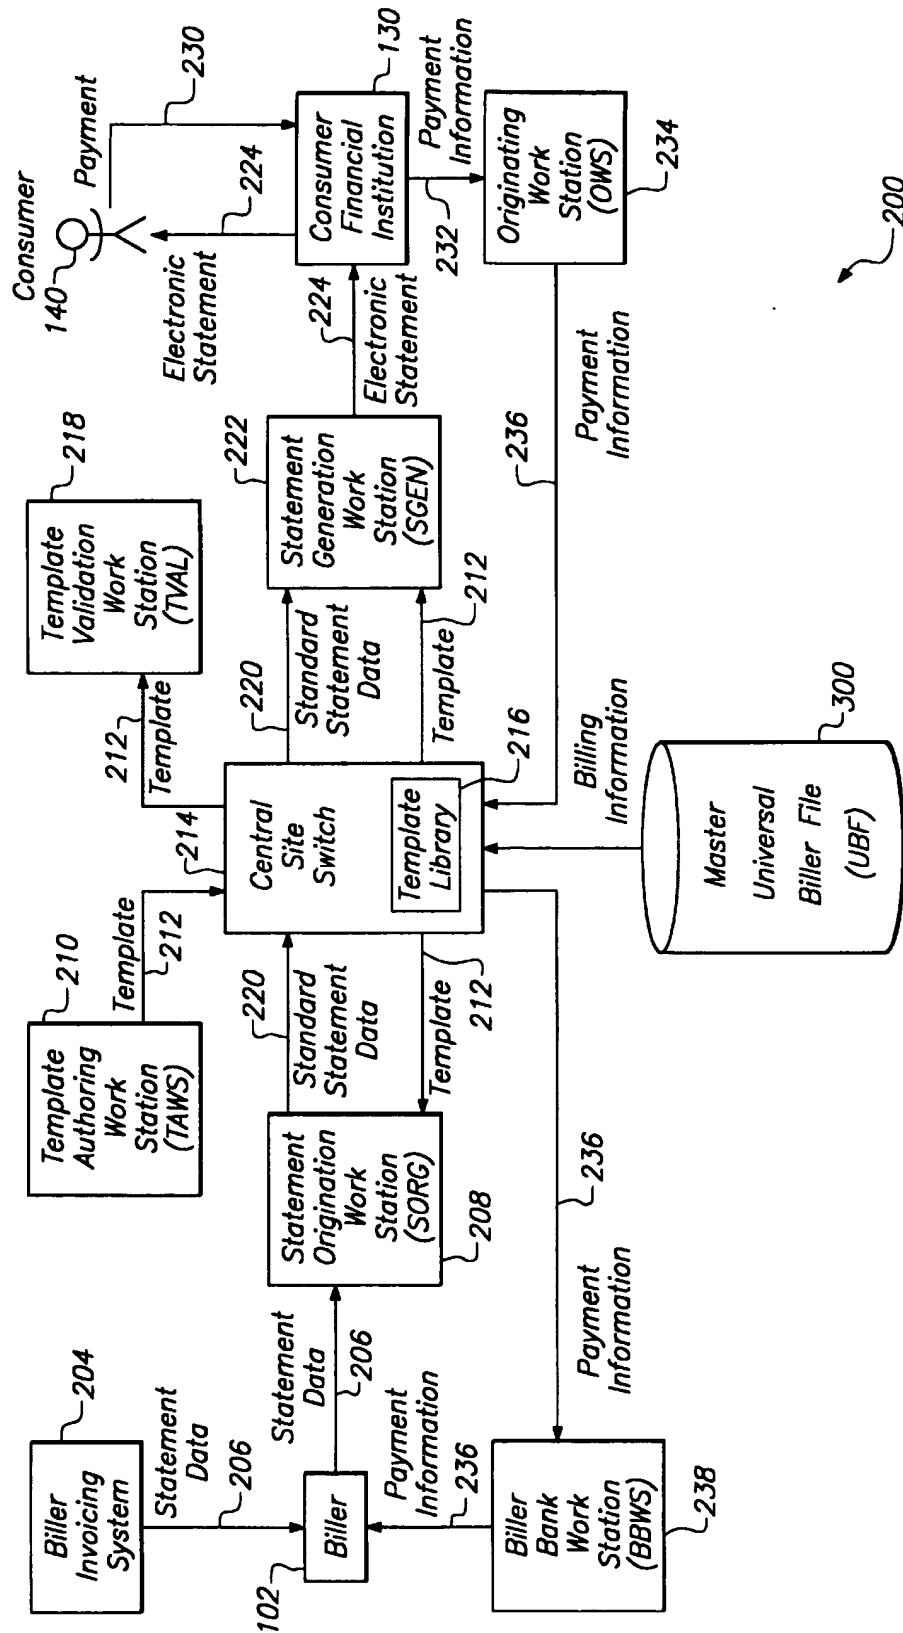 Biller
Invoicing
System
204
Statement
Data
206
Biller
102
Statement
Data
206
Payment
Information
236
Biller
Bank
Work
Station
(BBWS)
238
Template
Authoring
Work
Station
(TAWS)
210
Template
212
Statement
Origination
Work
Station
(SORG)
208
220
Standard
Statement
Data
Template
212
Central
Site
Switch
214
Template
Library
216
212
Template
Template
Validation
Work
Station
(TVAL)
218
220
Standard
Statement
Data
Template
212
Statement
Generation
Work
Station
(SGEN)
222
224
Electronic
Statement
Consumer
140
Electronic
Statement
224
Payment
230
Consumer
Financial
Institution
130
232
Payment
Information
Originating
Work
Station
(OWS)
234
236
Payment
Information
236
Payment
Information
Billing
Information
Master
Universal
Biller File
(UBF)
300
200